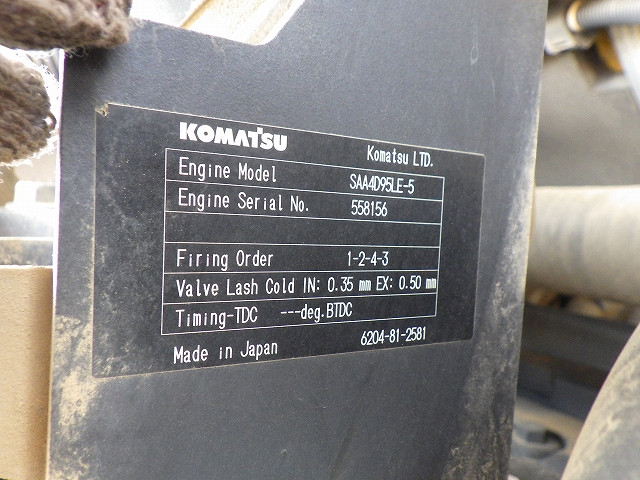 KOMATSU Komatsu LTD.
Engine Model SAA4D95LE-5
Engine Serial No. 558156
Firing Order 1-2-4-3
Valve Lash Cold IN: 0.35 mm EX: 0.50 mm
Timing-TDC ---deg.BTDC
Made in Japan 6204-81-2581